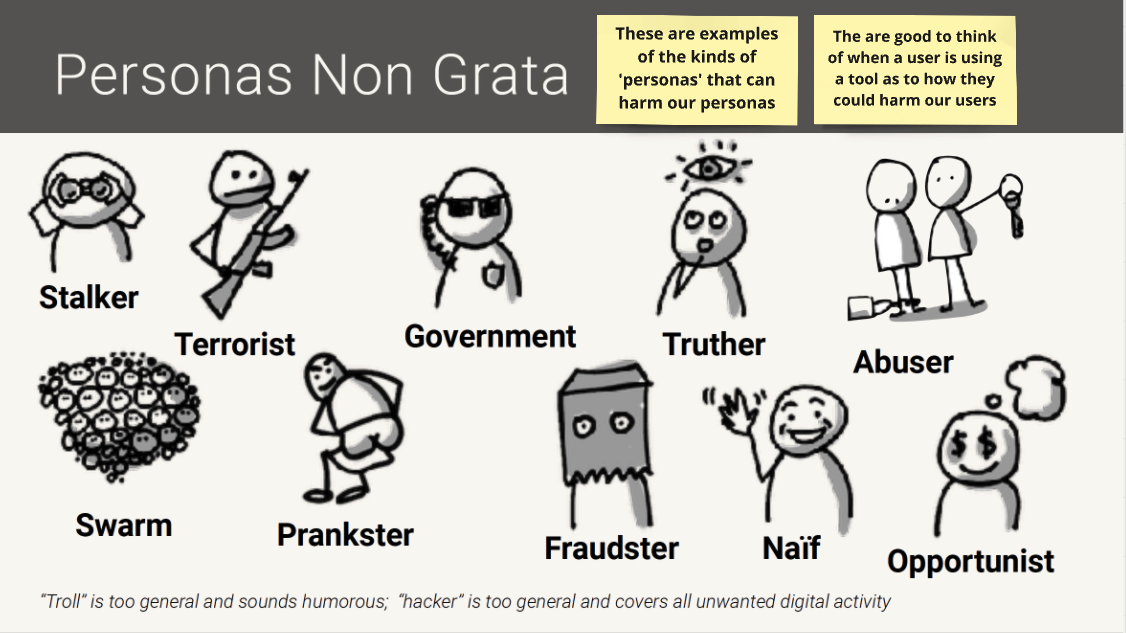 Personas Non Grata
These are examples
of the kinds of
'personas' that can
harm our personas
The are good to think
of when a user is using
a tool as to how they
could harm our users
Stalker
Terrorist
Government
Truther
Abuser
Swarm
Prankster
Fraudster
Naïf
Opportunist
“Troll” is too general and sounds humorous;  “hacker” is too general and covers all unwanted digital activity